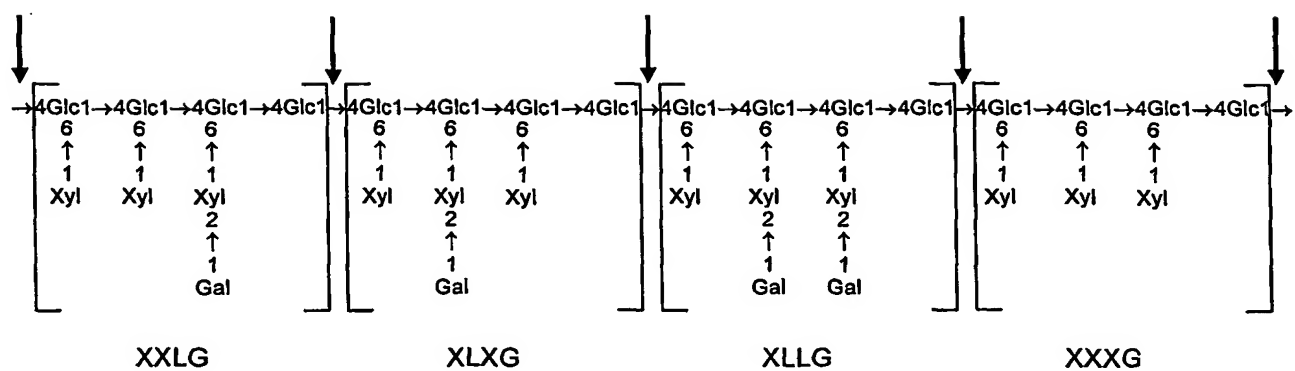 →4Glc1→4Glc1→4Glc1→4Glc1→4Glc1→4Glc1→4Glc1→4Glc1→4Glc1→4Glc1→4Glc1→4Glc1→4Glc1→4Glc1→4Glc1→4Glc1→
6 6 6 6 6 6 6 6 6 6 6 6
↑ ↑ ↑ ↑ ↑ ↑ ↑ ↑ ↑ ↑ ↑ ↑
1 1 1 1 1 1 1 1 1 1 1 1
Xyl Xyl Xyl Xyl Xyl Xyl Xyl Xyl Xyl Xyl Xyl Xyl
2 2 2 2
↑ ↑ ↑ ↑
1 1 1 1
Gal Gal Gal Gal
XXLG XLXG XLLG XXXG